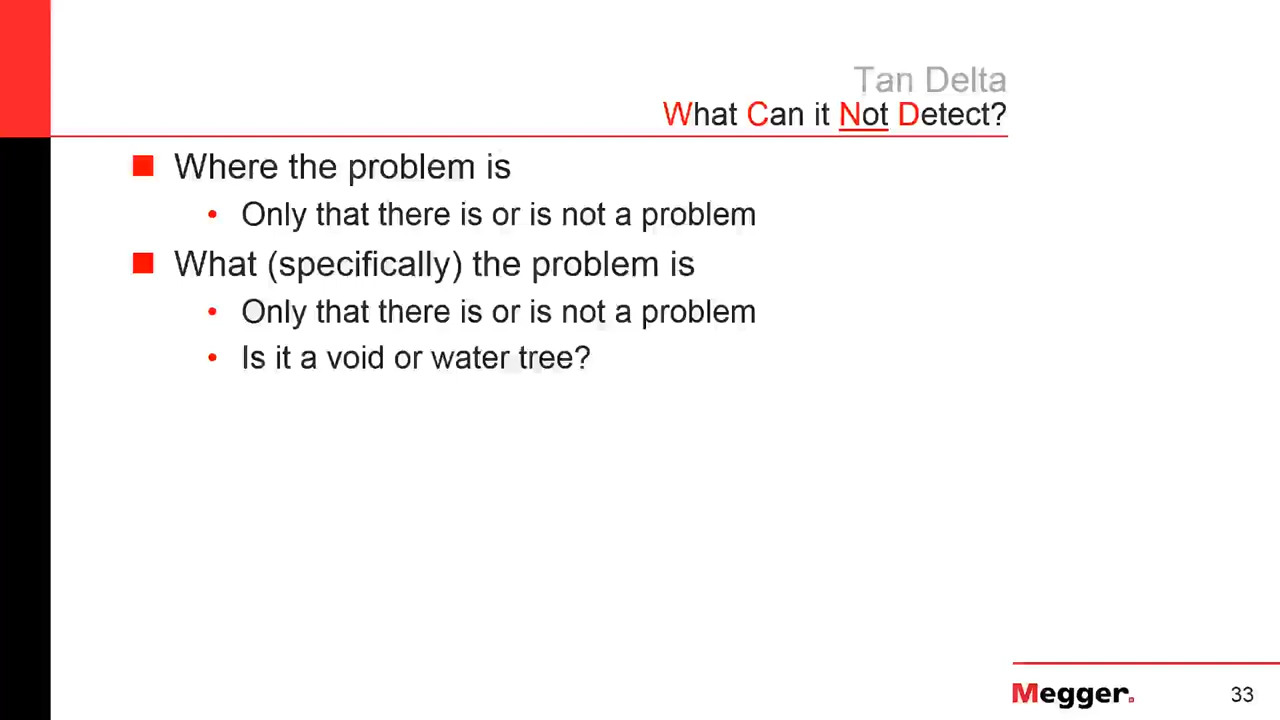 Tan Delta
What Can it Not Detect?
Where the problem is
• Only that there is or is not a problem
What (specifically) the problem is
• Only that there is or is not a problem
• Is it a void or water tree?
Megger.
33